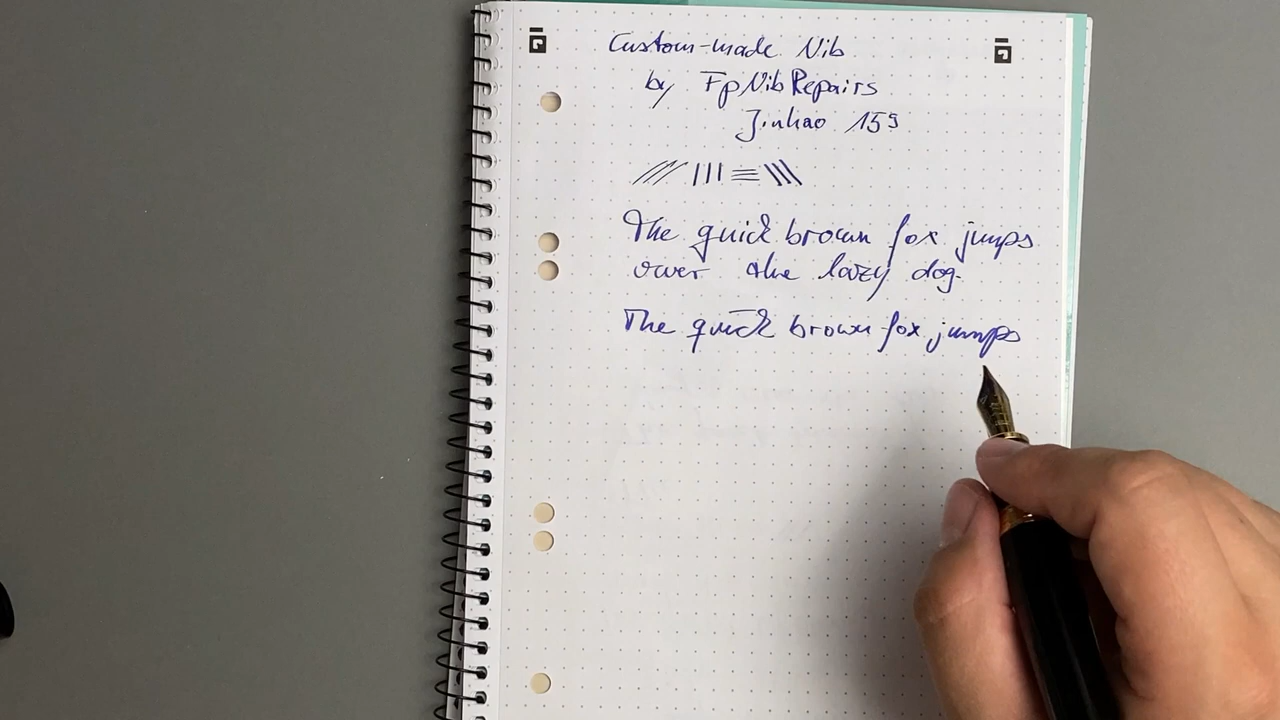 Custom-made Nib
by FpNibRepairs
Jinhao 159
The quick brown fox jumps
over the lazy dog.
The quick brown fox jumps